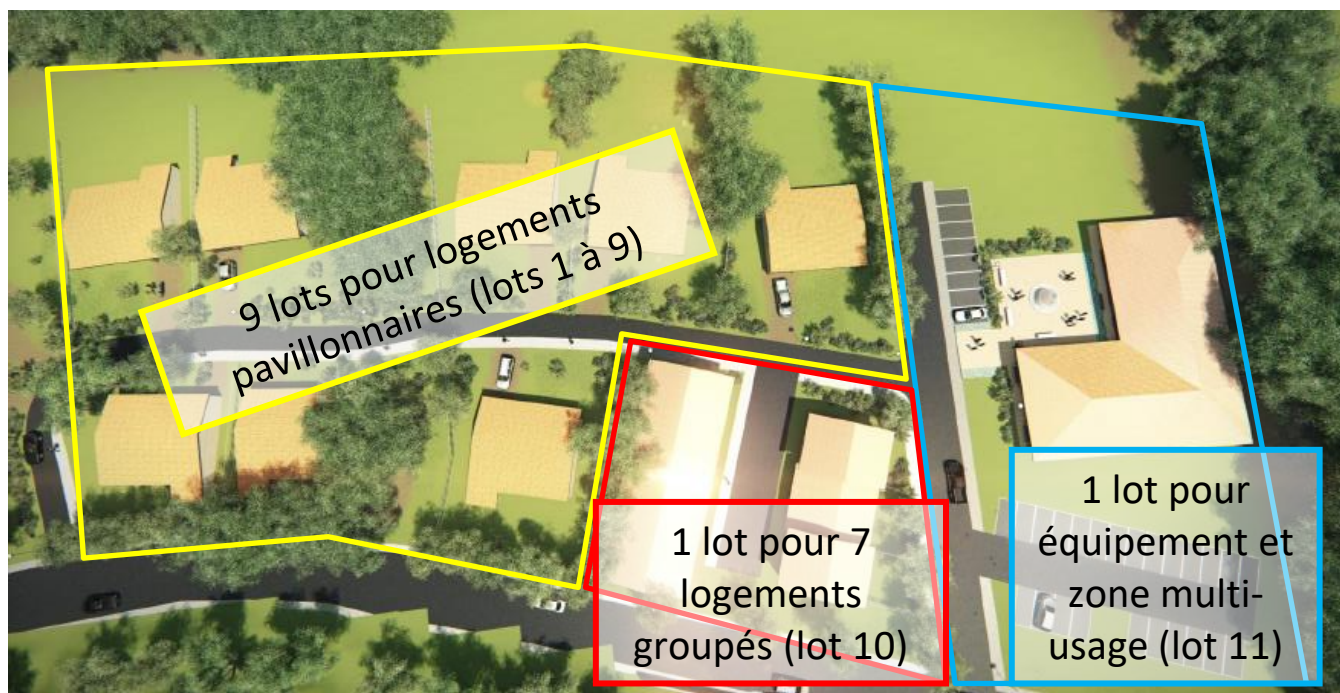 9 lots pour logements
pavillonnaires (lots 1 à 9)
1 lot pour 7
logements
groupés (lot 10)
1 lot pour
équipement et
zone multi-
usage (lot 11)